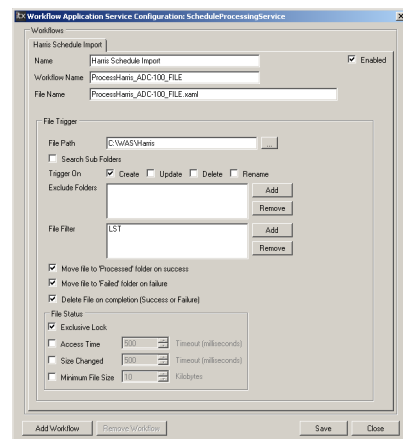 itx Workflow Application Service Configuration: ScheduleProcessingService
Workflows
Harris Schedule Import
Name Harris Schedule Import Enabled
Workflow Name ProcessHarris_ADC-100_FILE
File Name ProcessHarris_ADC-100_FILE.xaml
File Trigger
File Path C:\WAS\Harris ...
Search Sub Folders
Trigger On Create Update Delete Rename
Exclude Folders Add
Remove
File Filter LST Add
Remove
Move file to 'Processed' folder on success
Move file to 'Failed' folder on failure
Delete File on completion (Success or Failure)
File Status
Exclusive Lock
Access Time 500 Timeout (milliseconds)
Size Changed 500 Timeout (milliseconds)
Minimum File Size 10 Kilobytes
Add Workflow Remove Workflow Save Close